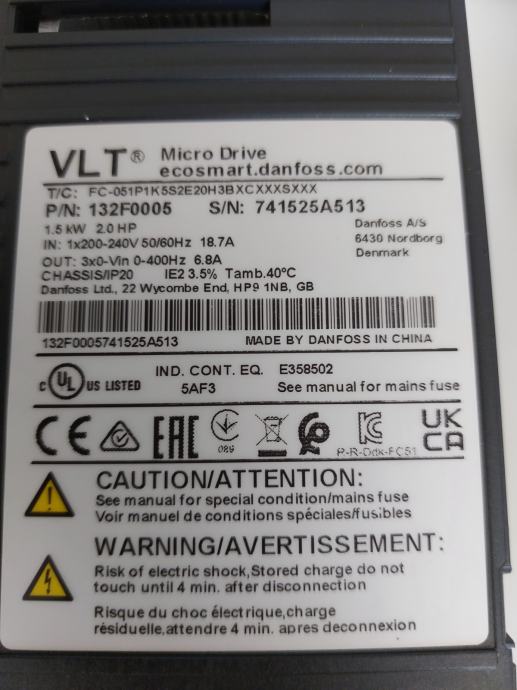 VLT® Micro Drive
ecosmart.danfoss.com
T/C: FC-051P1K5S2E20H3BXCXXXSXXX
P/N: 132F0005 S/N: 741525A513
1.5 kW 2.0 HP
IN: 1x200-240V 50/60Hz 18.7A
OUT: 3x0-Vin 0-400Hz 6.8A
CHASSIS/IP20 IE2 3.5% Tamb.40°C
Danfoss A/S
6430 Nordborg
Denmark
Danfoss Ltd., 22 Wycombe End, HP9 1NB, GB
132F0005741525A513 MADE BY DANFOSS IN CHINA
c UL US LISTED IND. CONT. EQ. E358502
5AF3 See manual for mains fuse
CE EAC 089 UK CA
R-R-Ddx-FC51
CAUTION/ATTENTION:
See manual for special condition/mains fuse
Voir manuel de conditions spéciales/fusibles
WARNING/AVERTISSEMENT:
Risk of electric shock,Stored charge do not
touch until 4 min. after disconnection
Risque du choc électrique,charge
résiduelle,attendre 4 min. apres deconnexion